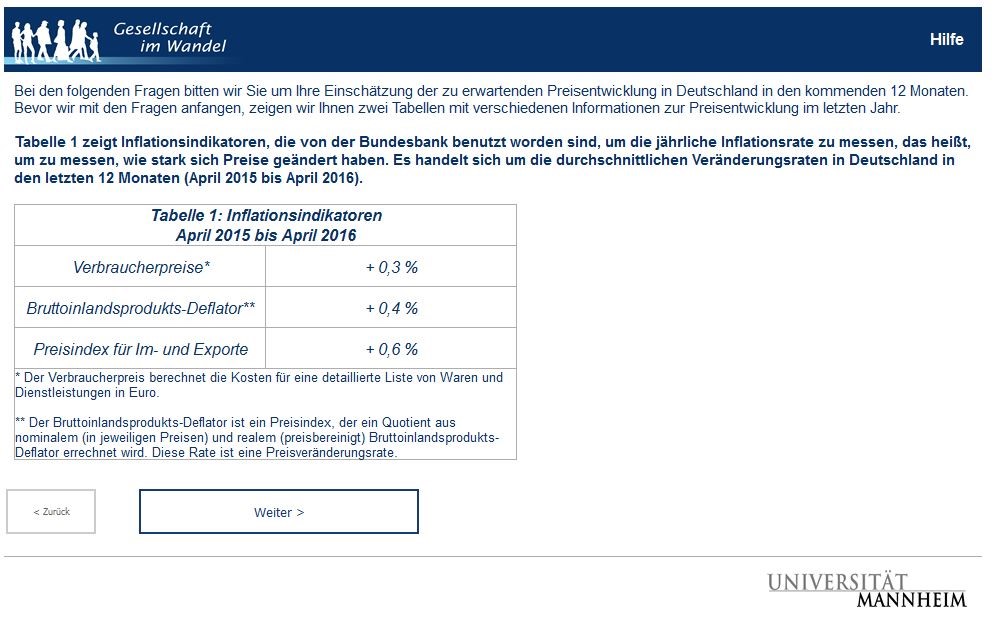 Gesellschaft
im Wandel
Hilfe
Bei den folgenden Fragen bitten wir Sie um Ihre Einschätzung der zu erwartenden Preisentwicklung in Deutschland in den kommenden 12 Monaten.
Bevor wir mit den Fragen anfangen, zeigen wir Ihnen zwei Tabellen mit verschiedenen Informationen zur Preisentwicklung im letzten Jahr.
Tabelle 1 zeigt Inflationsindikatoren, die von der Bundesbank benutzt worden sind, um die jährliche Inflationsrate zu messen, das heißt,
um zu messen, wie stark sich Preise geändert haben. Es handelt sich um die durchschnittlichen Veränderungsraten in Deutschland in
den letzten 12 Monaten (April 2015 bis April 2016).
Tabelle 1: Inflationsindikatoren
April 2015 bis April 2016
Verbraucherpreise* + 0,3 %
Bruttoinlandsprodukts-Deflator** + 0,4 %
Preisindex für Im- und Exporte + 0,6 %
* Der Verbraucherpreis berechnet die Kosten für eine detaillierte Liste von Waren und
Dienstleistungen in Euro.
** Der Bruttoinlandsprodukts-Deflator ist ein Preisindex, der ein Quotient aus
nominalem (in jeweiligen Preisen) und realem (preisbereinigt) Bruttoinlandsprodukts-
Deflator errechnet wird. Diese Rate ist eine Preisveränderungsrate.
< Zurück
Weiter >
UNIVERSITÄT
MANNHEIM